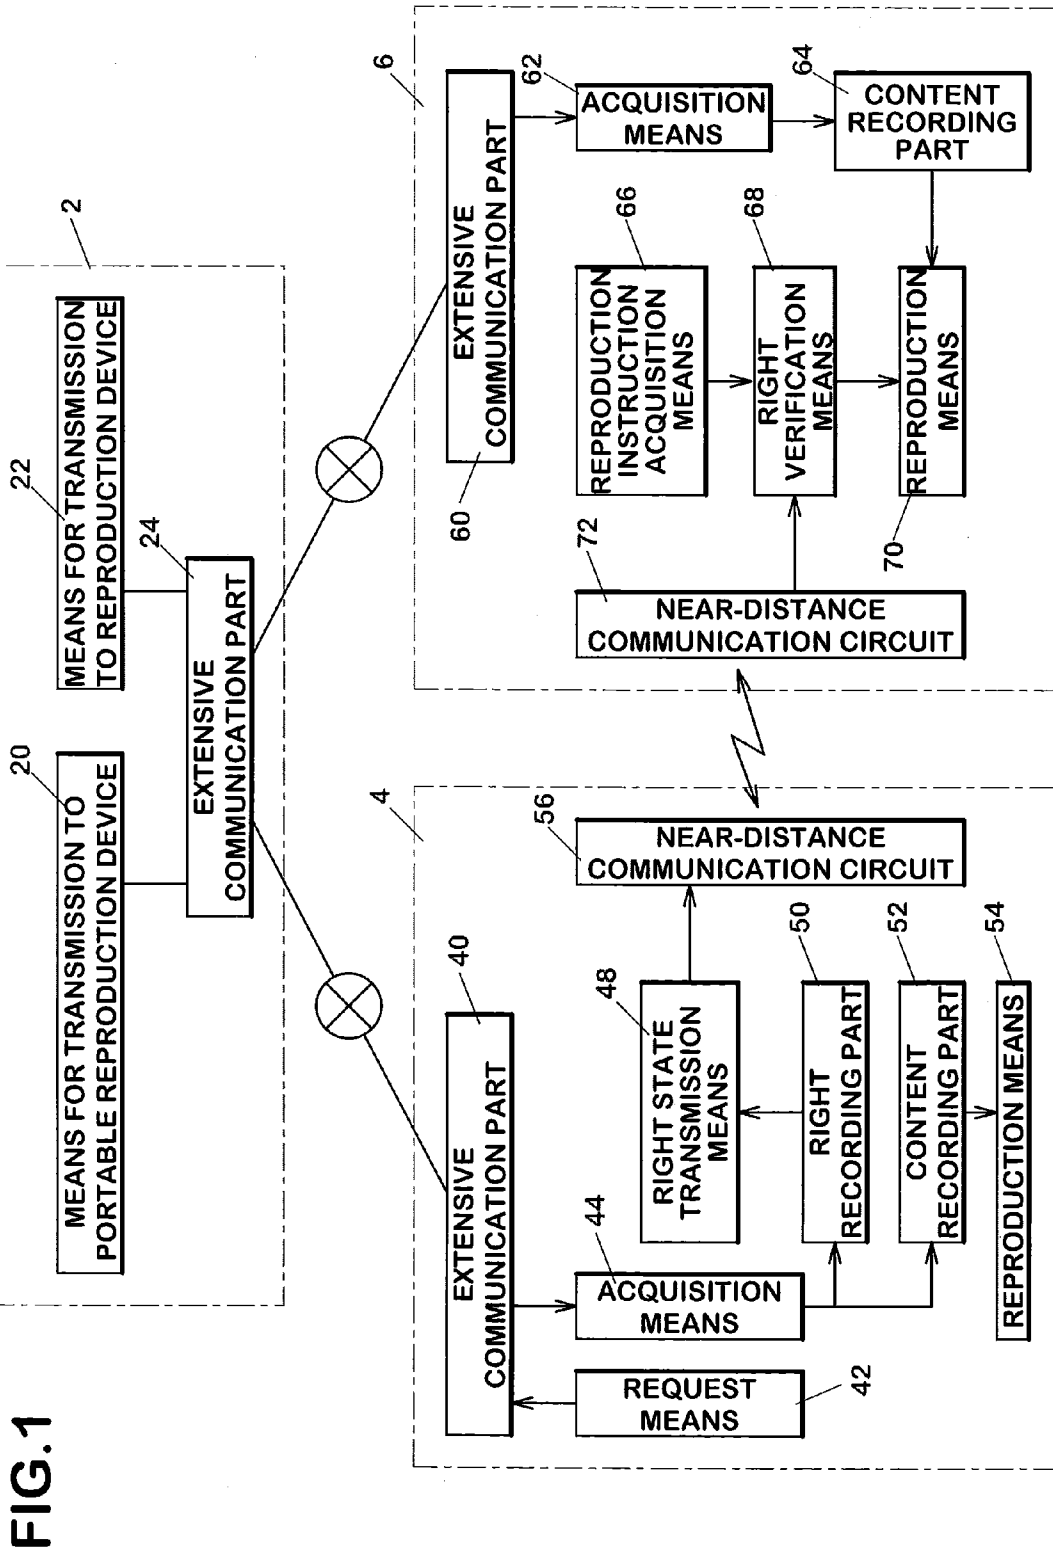 FIG.1
2
20
MEANS FOR TRANSMISSION TO
PORTABLE REPRODUCTION DEVICE
22
MEANS FOR TRANSMISSION
TO REPRODUCTION DEVICE
24
EXTENSIVE
COMMUNICATION PART
4
40
EXTENSIVE
COMMUNICATION PART
42
REQUEST
MEANS
44
ACQUISITION
MEANS
48
RIGHT STATE
TRANSMISSION
MEANS
50
RIGHT
RECORDING PART
52
CONTENT
RECORDING PART
54
REPRODUCTION MEANS
56
NEAR-DISTANCE
COMMUNICATION CIRCUIT
6
60
EXTENSIVE
COMMUNICATION PART
62
ACQUISITION
MEANS
64
CONTENT
RECORDING
PART
66
REPRODUCTION
INSTRUCTION
ACQUISITION
MEANS
68
RIGHT
VERIFICATION
MEANS
70
REPRODUCTION
MEANS
72
NEAR-DISTANCE
COMMUNICATION CIRCUIT